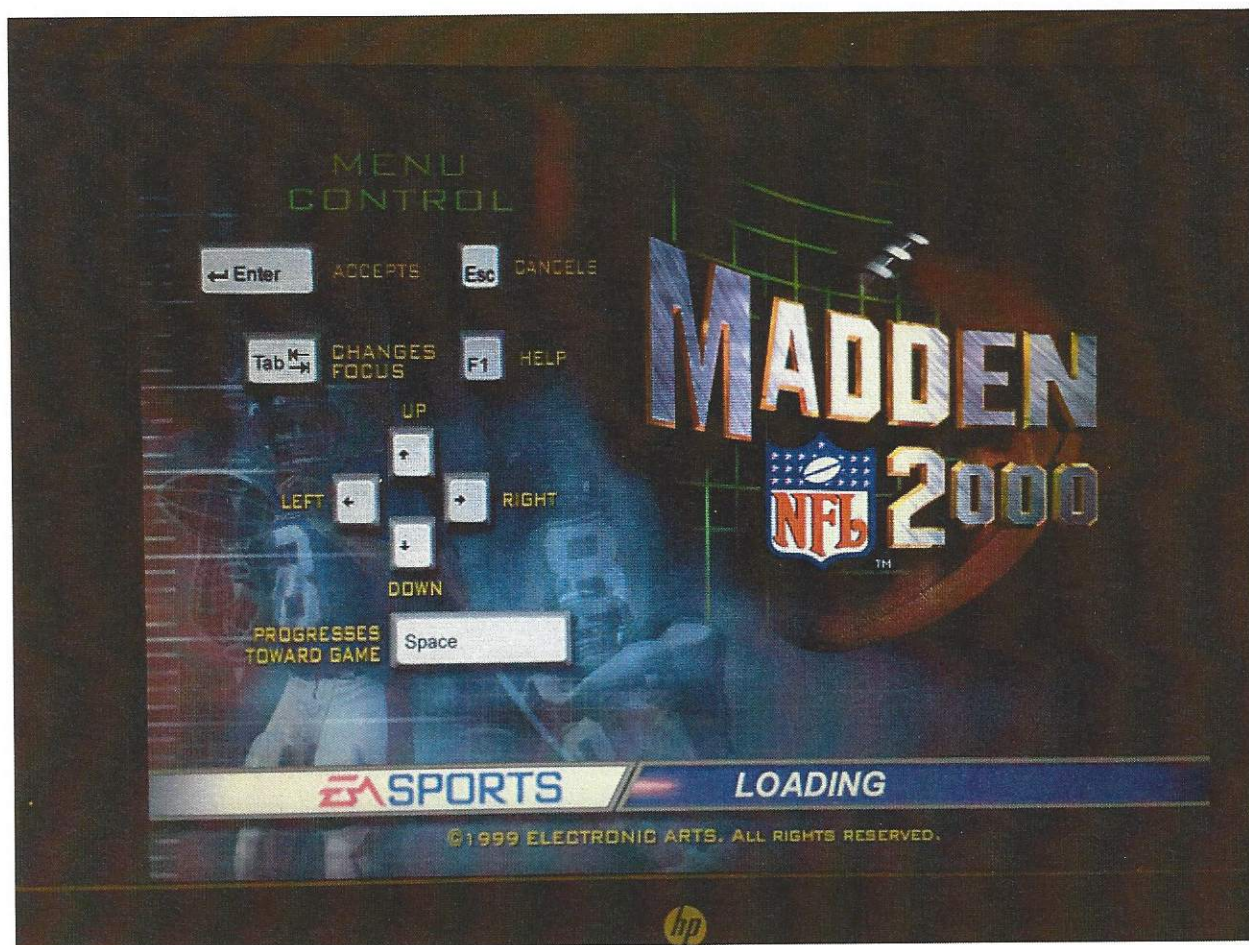 MENU
CONTROL
Enter
ACCEPTS
Esc
CANCELS
Tab
CHANGES
FOCUS
F1
HELP
UP
LEFT
RIGHT
DOWN
PROGRESSES
TOWARD GAME
Space
MADDEN
NFL 2000
TM
EA SPORTS
LOADING
©1999 ELECTRONIC ARTS. ALL RIGHTS RESERVED.
hp